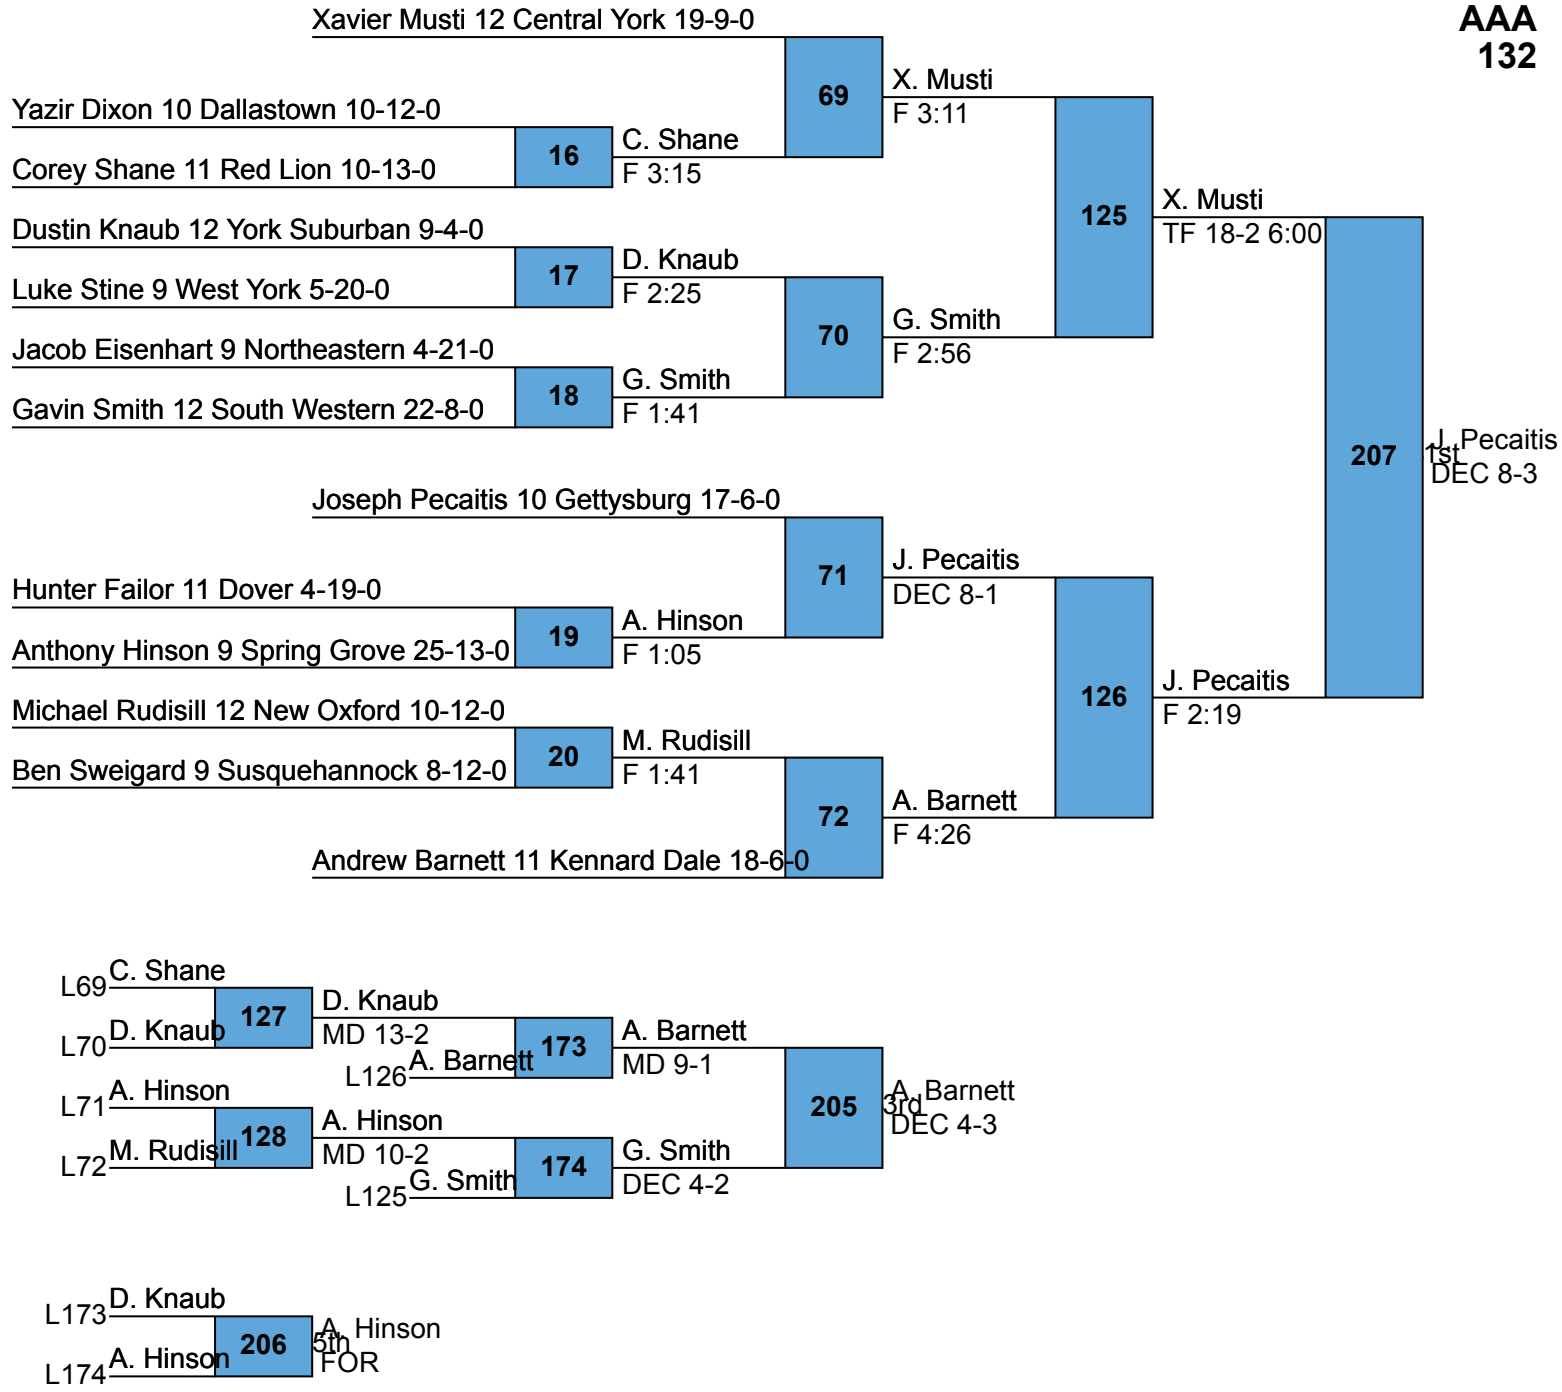 AAA
132
Xavier Musti 12 Central York 19-9-0
69
X. Musti
F 3:11
Yazir Dixon 10 Dallastown 10-12-0
16
C. Shane
F 3:15
Corey Shane 11 Red Lion 10-13-0
125
X. Musti
TF 18-2 6:00
Dustin Knaub 12 York Suburban 9-4-0
17
D. Knaub
F 2:25
Luke Stine 9 West York 5-20-0
70
G. Smith
F 2:56
Jacob Eisenhart 9 Northeastern 4-21-0
18
G. Smith
F 1:41
Gavin Smith 12 South Western 22-8-0
207
1st
J. Pecaitis
DEC 8-3
Joseph Pecaitis 10 Gettysburg 17-6-0
71
J. Pecaitis
DEC 8-1
Hunter Failor 11 Dover 4-19-0
19
A. Hinson
F 1:05
Anthony Hinson 9 Spring Grove 25-13-0
126
J. Pecaitis
F 2:19
Michael Rudisill 12 New Oxford 10-12-0
20
M. Rudisill
F 1:41
Ben Sweigard 9 Susquehannock 8-12-0
72
A. Barnett
F 4:26
Andrew Barnett 11 Kennard Dale 18-6-0
L69
C. Shane
127
D. Knaub
MD 13-2
L70
D. Knaub
L126
A. Barnett
173
A. Barnett
MD 9-1
L71
A. Hinson
128
A. Hinson
MD 10-2
L72
M. Rudisill
L125
G. Smith
174
G. Smith
DEC 4-2
205
3rd
A. Barnett
DEC 4-3
L173
D. Knaub
206
5th
A. Hinson
FOR
L174
A. Hinson